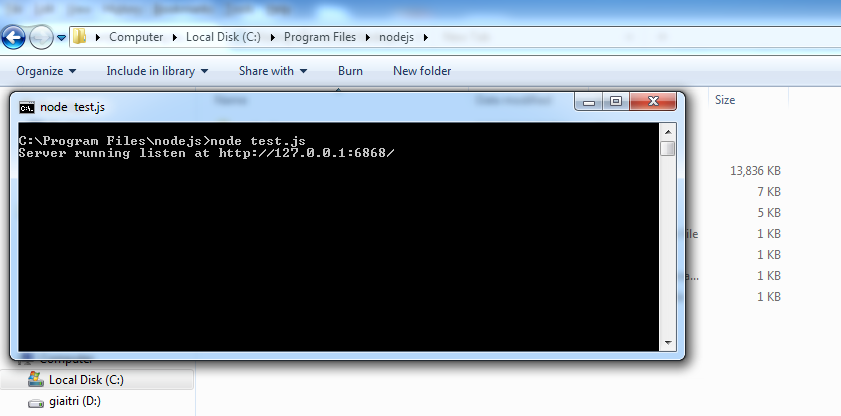 Computer Local Disk (C:) Program Files nodejs
Organize Include in library Share with Burn New folder
Size
node test.js
C:\Program Files\nodejs>node test.js
Server running listen at http://127.0.0.1:6868/
13,836 KB
7 KB
5 KB
1 KB
1 KB
1 KB
1 KB
Computer
Local Disk (C:)
giaitri (D:)